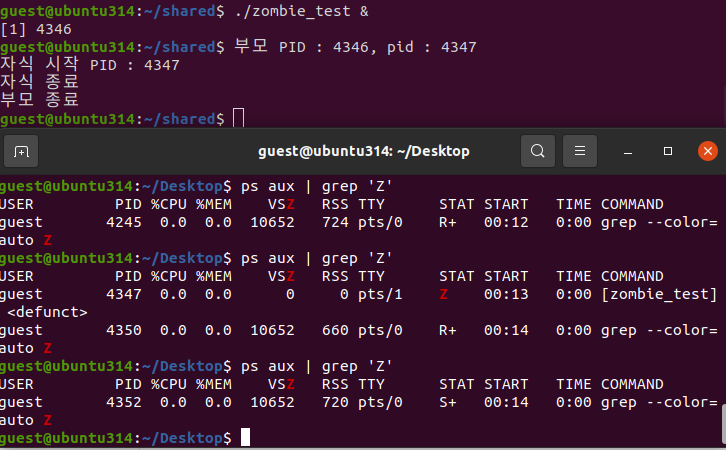 guest@ubuntu314:~/shared$ ./zombie_test &
[1] 4346
guest@ubuntu314:~/shared$ 부모 PID : 4346, pid : 4347
자식 시작 PID : 4347
자식 종료
부모 종료
guest@ubuntu314:~/shared$
guest@ubuntu314: ~/Desktop
guest@ubuntu314:~/Desktop$ ps aux | grep 'Z'
USER         PID %CPU %MEM    VSZ   RSS TTY      STAT START   TIME COMMAND
guest       4245  0.0  0.0  10652   724 pts/0    R+   00:12   0:00 grep --color=
auto Z
guest@ubuntu314:~/Desktop$ ps aux | grep 'Z'
USER         PID %CPU %MEM    VSZ   RSS TTY      STAT START   TIME COMMAND
guest       4347  0.0  0.0      0     0 pts/1    Z    00:13   0:00 [zombie_test]
 <defunct>
guest       4350  0.0  0.0  10652   660 pts/0    R+   00:14   0:00 grep --color=
auto Z
guest@ubuntu314:~/Desktop$ ps aux | grep 'Z'
USER         PID %CPU %MEM    VSZ   RSS TTY      STAT START   TIME COMMAND
guest       4352  0.0  0.0  10652   720 pts/0    S+   00:14   0:00 grep --color=
auto Z
guest@ubuntu314:~/Desktop$